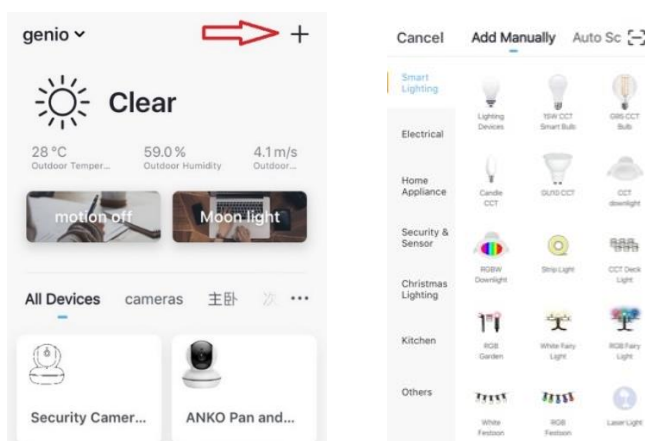 genio
Clear
28 °C
59.0 %
4.1 m/s
Outdoor Temper...
Outdoor Humidity
Outdoor...
motion off
Moon light
All Devices
cameras
主卧
Security Camer...
ANKO Pan and...
Cancel
Add Manually
Auto Sc
Smart
Lighting
Electrical
Home
Appliance
Security &
Sensor
Christmas
Lighting
Kitchen
Others
Lighting
Devices
15W CCT
Smart Bulb
G95 CCT
Bulb
Candle
CCT
GU10 CCT
CCT
downlight
RGBW
Downlight
Strip Light
CCT Deck
Light
RGB
Garden
White Fairy
Light
RGB Fairy
Light
White
Festoon
RGB
Festoon
Laser Light